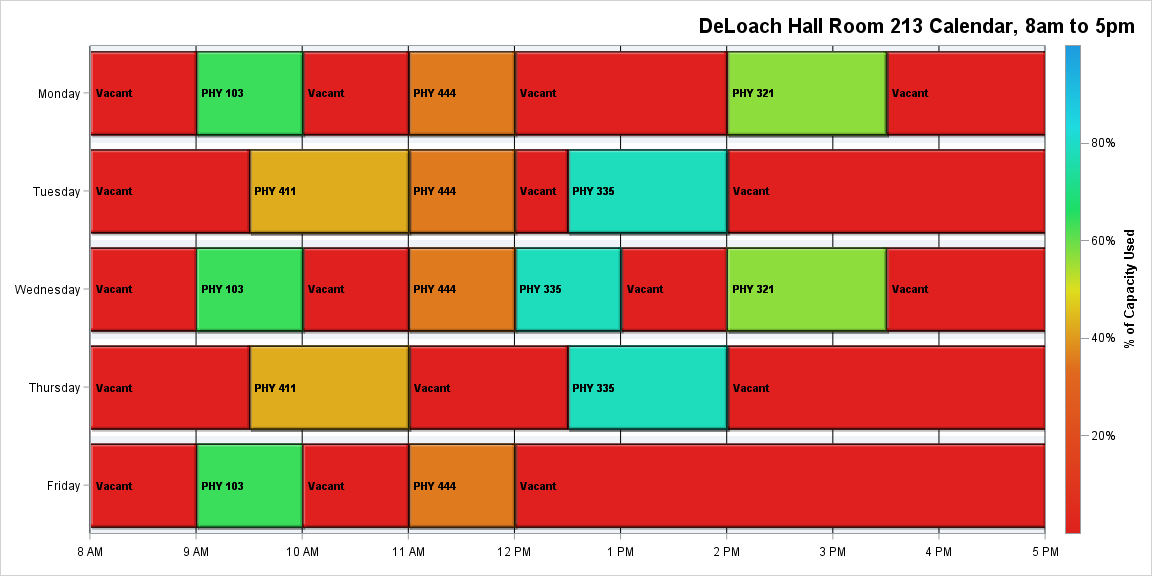 DeLoach Hall Room 213 Calendar, 8am to 5pm
Monday
Vacant
PHY 103
Vacant
PHY 444
Vacant
PHY 321
Vacant
Tuesday
Vacant
PHY 411
PHY 444
Vacant
PHY 335
Vacant
Wednesday
Vacant
PHY 103
Vacant
PHY 444
PHY 335
Vacant
PHY 321
Vacant
Thursday
Vacant
PHY 411
Vacant
PHY 335
Vacant
Friday
Vacant
PHY 103
Vacant
PHY 444
Vacant
8 AM
9 AM
10 AM
11 AM
12 PM
1 PM
2 PM
3 PM
4 PM
5 PM
80%
60%
40%
20%
% of Capacity Used